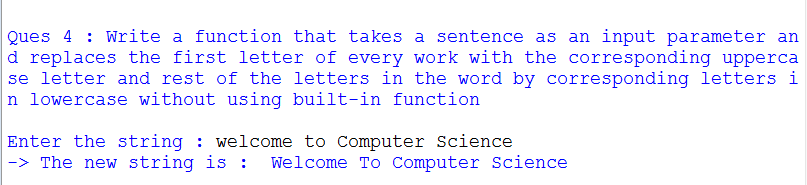 Ques 4 : Write a function that takes a sentence as an input parameter an
d replaces the first letter of every work with the corresponding upperca
se letter and rest of the letters in the word by corresponding letters i
n lowercase without using built-in function
Enter the string : welcome to Computer Science
-> The new string is :  Welcome To Computer Science